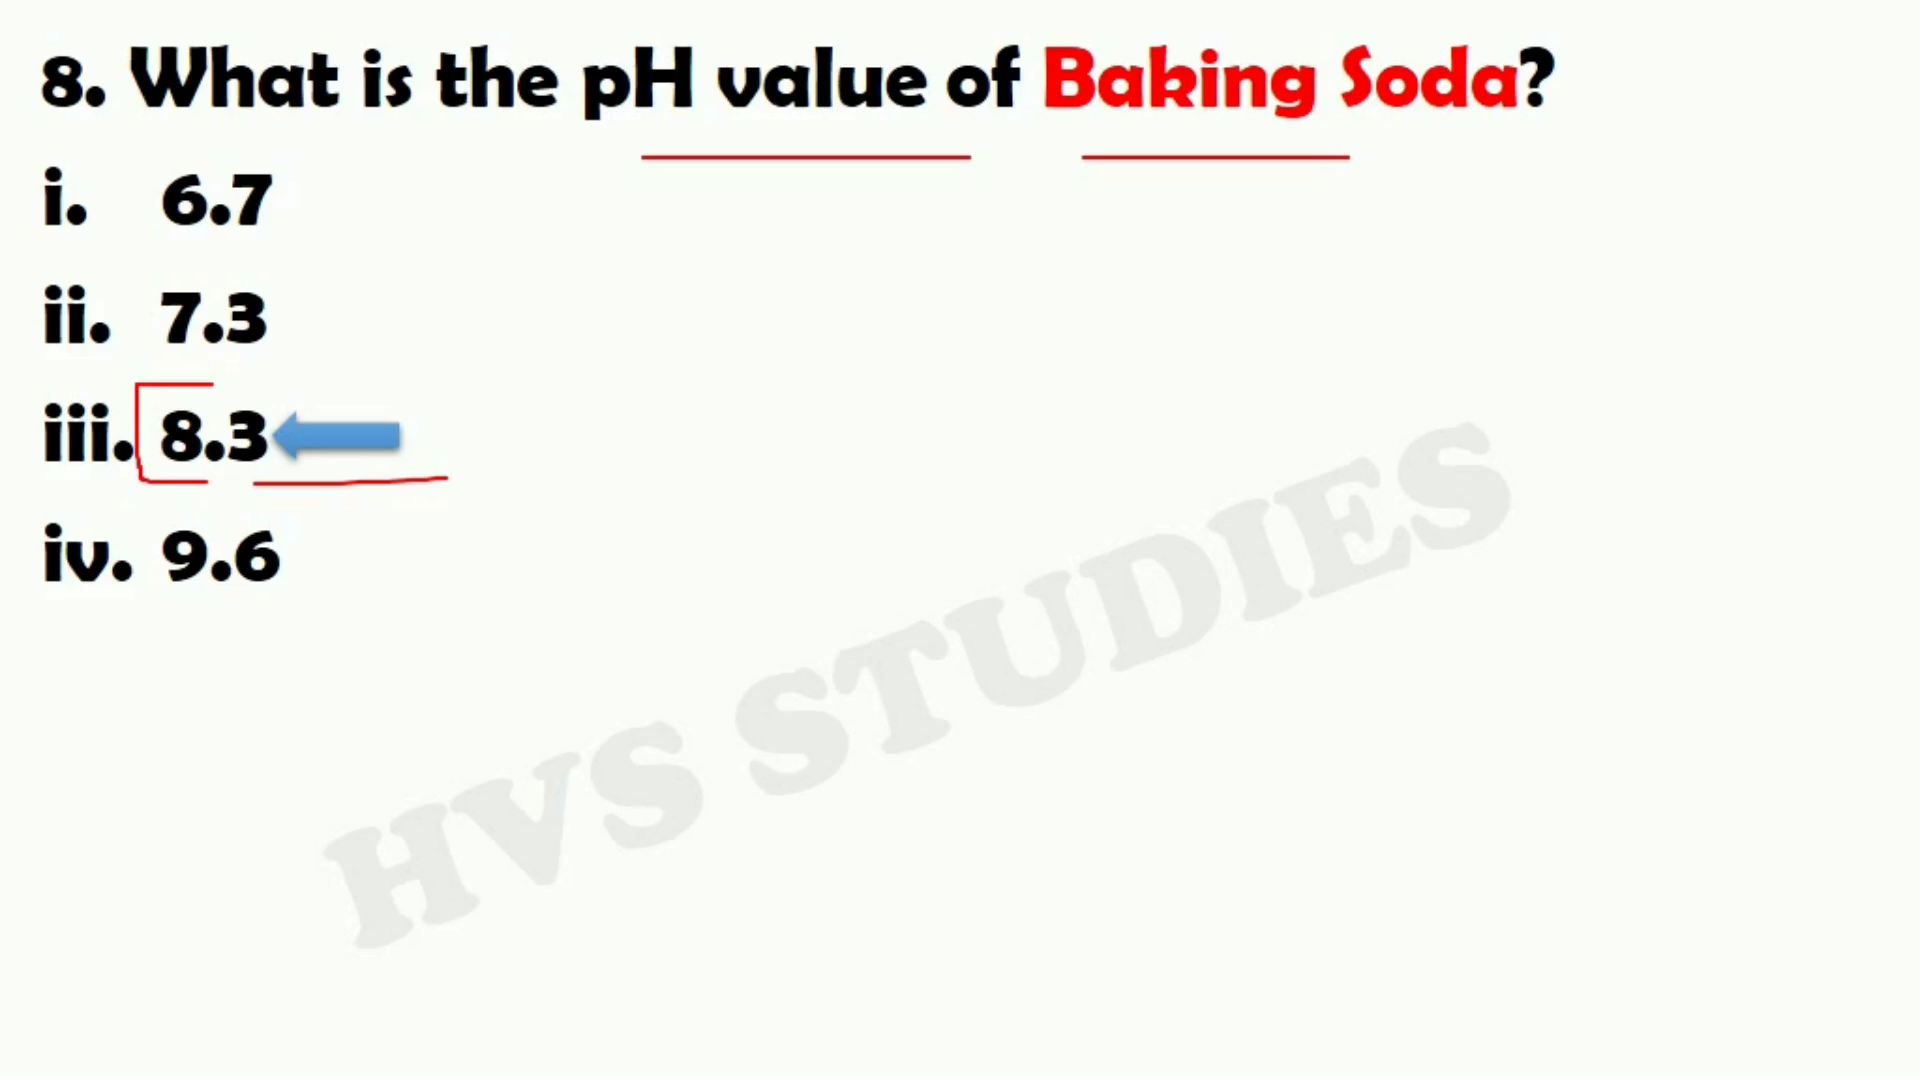 8. What is the pH value of Baking Soda?
i. 6.7
ii. 7.3
iii. 8.3
iv. 9.6
HVS STUDIES